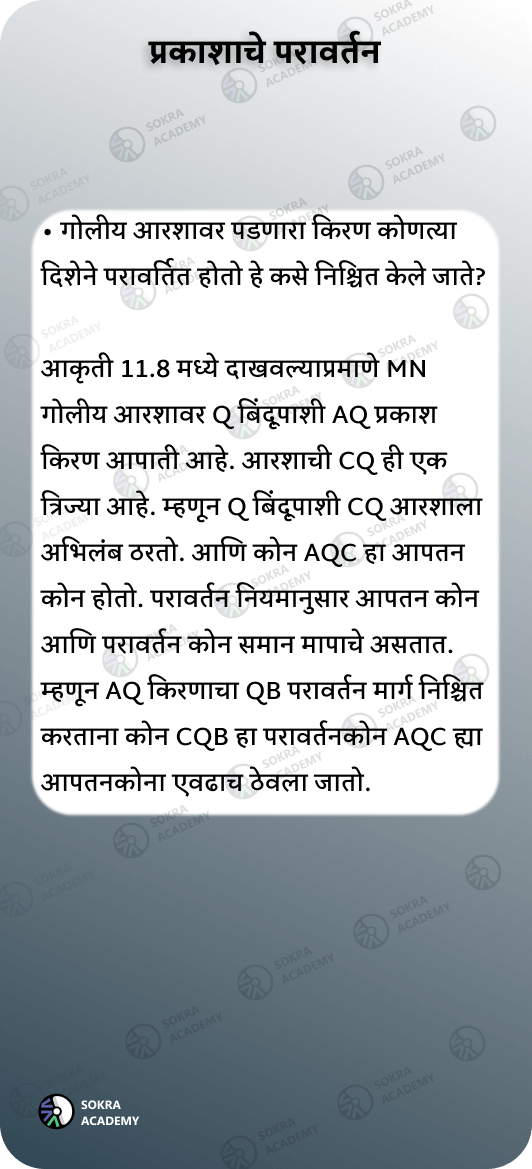 प्रकाशाचे परावर्तन
• गोलीय आरशावर पडणारा किरण कोणत्या
दिशेने परावर्तित होतो हे कसे निश्चित केले जाते?
आकृती 11.8 मध्ये दाखवल्याप्रमाणे MN
गोलीय आरशावर Q बिंदूपाशी AQ प्रकाश
किरण आपाती आहे. आरशाची CQ ही एक
त्रिज्या आहे. म्हणून Q बिंदूपाशी CQ आरशाला
अभिलंब ठरतो. आणि कोन AQC हा आपतन
कोन होतो. परावर्तन नियमानुसार आपतन कोन
आणि परावर्तन कोन समान मापाचे असतात.
म्हणून AQ किरणाचा QB परावर्तन मार्ग निश्चित
करताना कोन CQB हा परावर्तनकोन AQC ह्या
आपतनकोना एवढाच ठेवला जातो.
SOKRA
ACADEMY